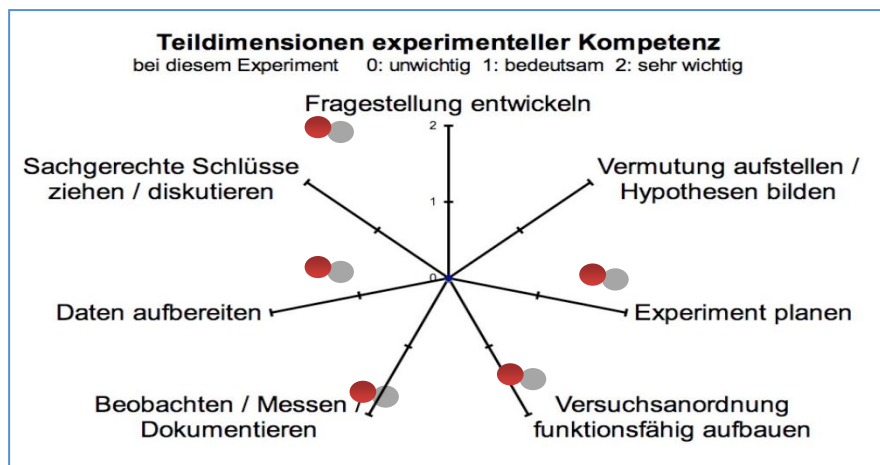 Teildimensionen experimenteller Kompetenz
bei diesem Experiment 0: unwichtig 1: bedeutsam 2: sehr wichtig
Fragestellung entwickeln
2
Sachgerechte Schlüsse
ziehen / diskutieren
Vermutung aufstellen /
Hypothesen bilden
1
0
Daten aufbereiten
Experiment planen
Beobachten / Messen /
Dokumentieren
Versuchsanordnung
funktionsfähig aufbauen